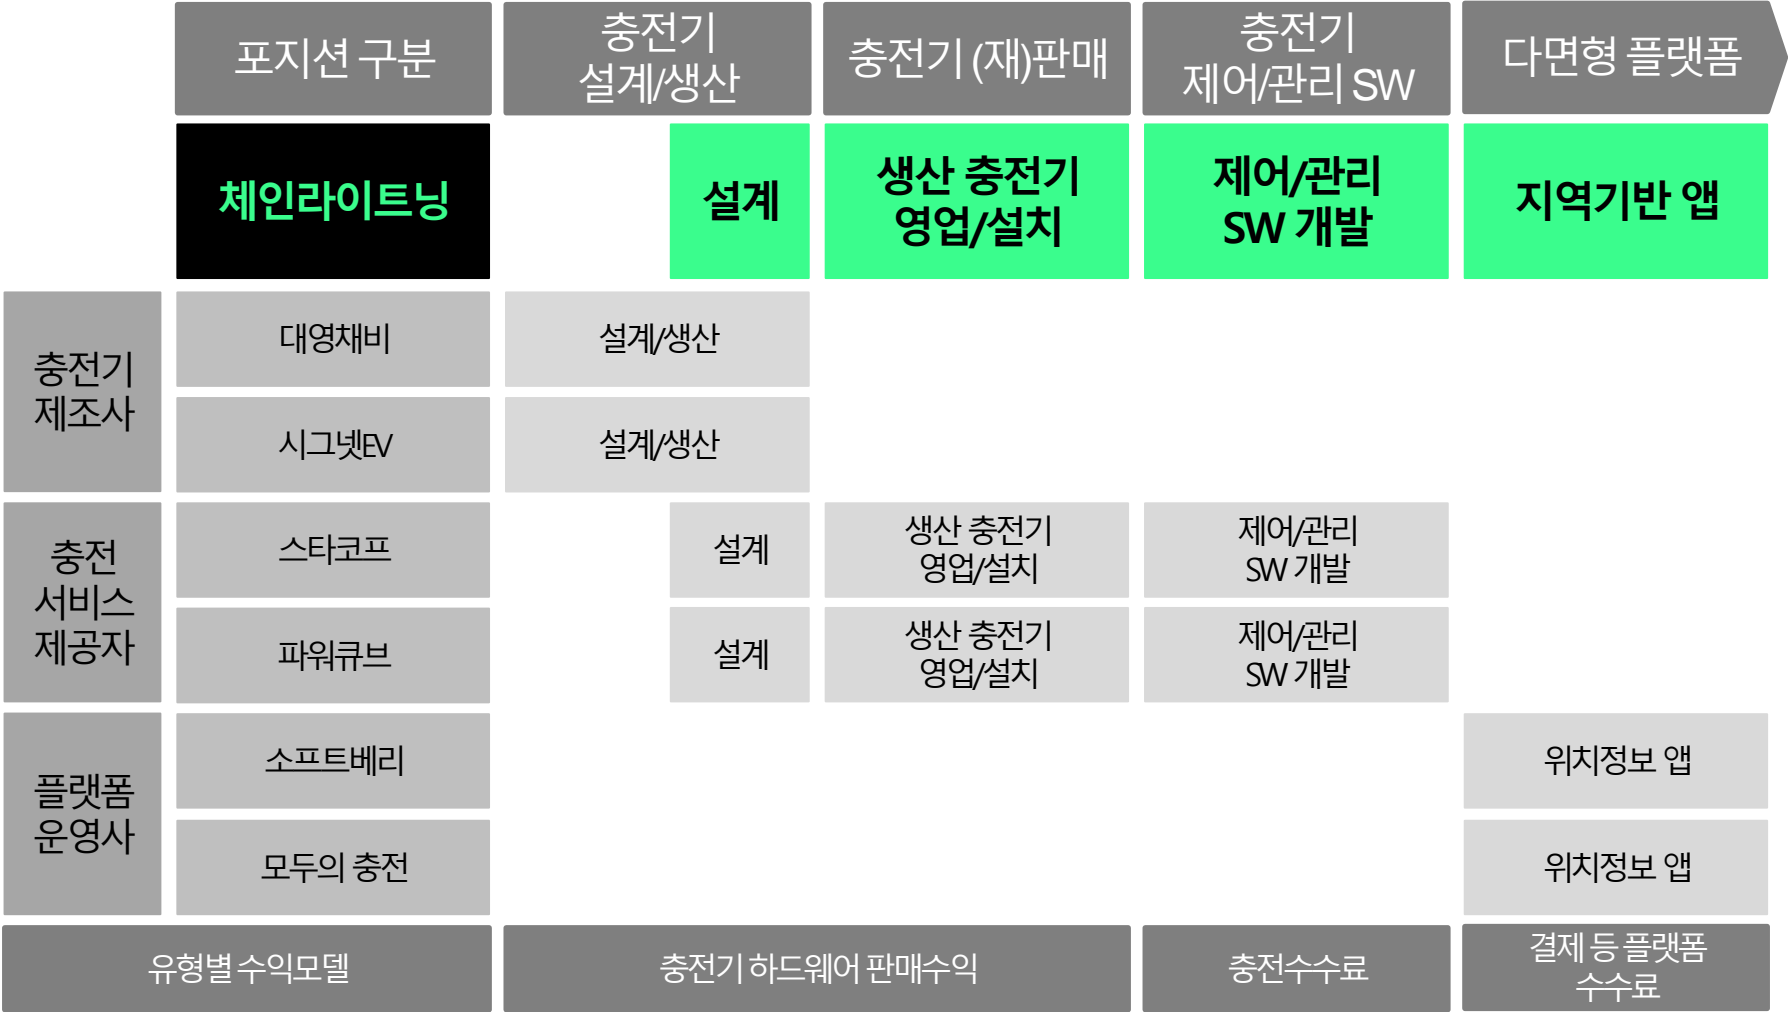 포지션 구분
충전기
설계/생산
충전기 (재)판매
충전기
제어/관리 SW
다면형 플랫폼
체인라이트닝
설계
생산 충전기
영업/설치
제어/관리
SW 개발
지역기반 앱
충전기
제조사
대영채비
설계/생산
시그넷EV
설계/생산
충전
서비스
제공자
스타코프
설계
생산 충전기
영업/설치
제어/관리
SW 개발
파워큐브
설계
생산 충전기
영업/설치
제어/관리
SW 개발
플랫폼
운영사
소프트베리
위치정보 앱
모두의 충전
위치정보 앱
유형별 수익모델
충전기 하드웨어 판매수익
충전수수료
결제 등 플랫폼
수수료